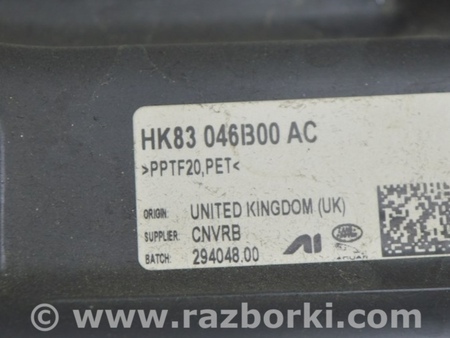 HK83 046B00 AC
>PPTF20,PET<
ORIGIN: UNITED KINGDOM (UK)
SUPPLIER: CNVRB
BATCH: 294048.00
© www.razborki.com